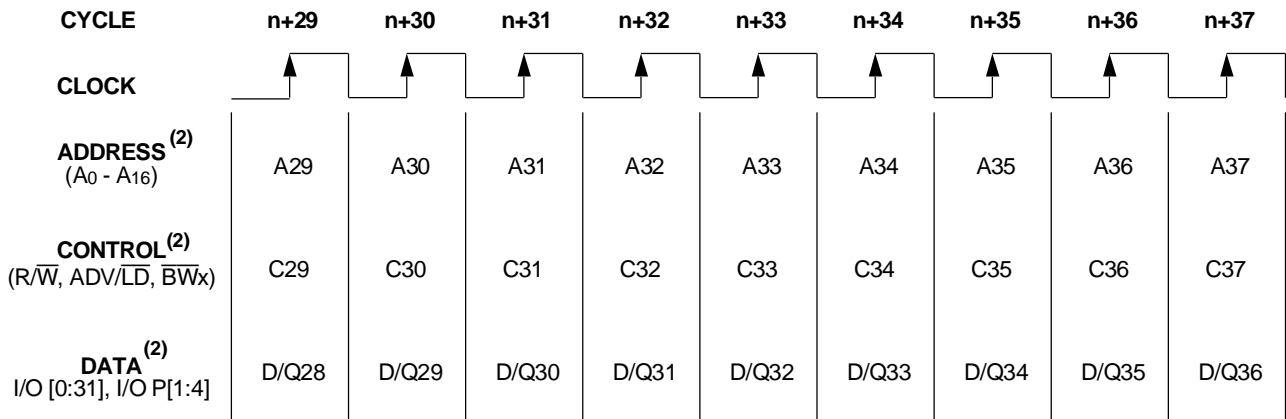 CYCLE n+29 n+30 n+31 n+32 n+33 n+34 n+35 n+36 n+37
CLOCK
ADDRESS(2)
(A0 - A16) A29 A30 A31 A32 A33 A34 A35 A36 A37
CONTROL(2)
(R/W̅, ADV/L̅D̅, B̅W̅x) C29 C30 C31 C32 C33 C34 C35 C36 C37
DATA(2)
I/O [0:31], I/O P[1:4] D/Q28 D/Q29 D/Q30 D/Q31 D/Q32 D/Q33 D/Q34 D/Q35 D/Q36